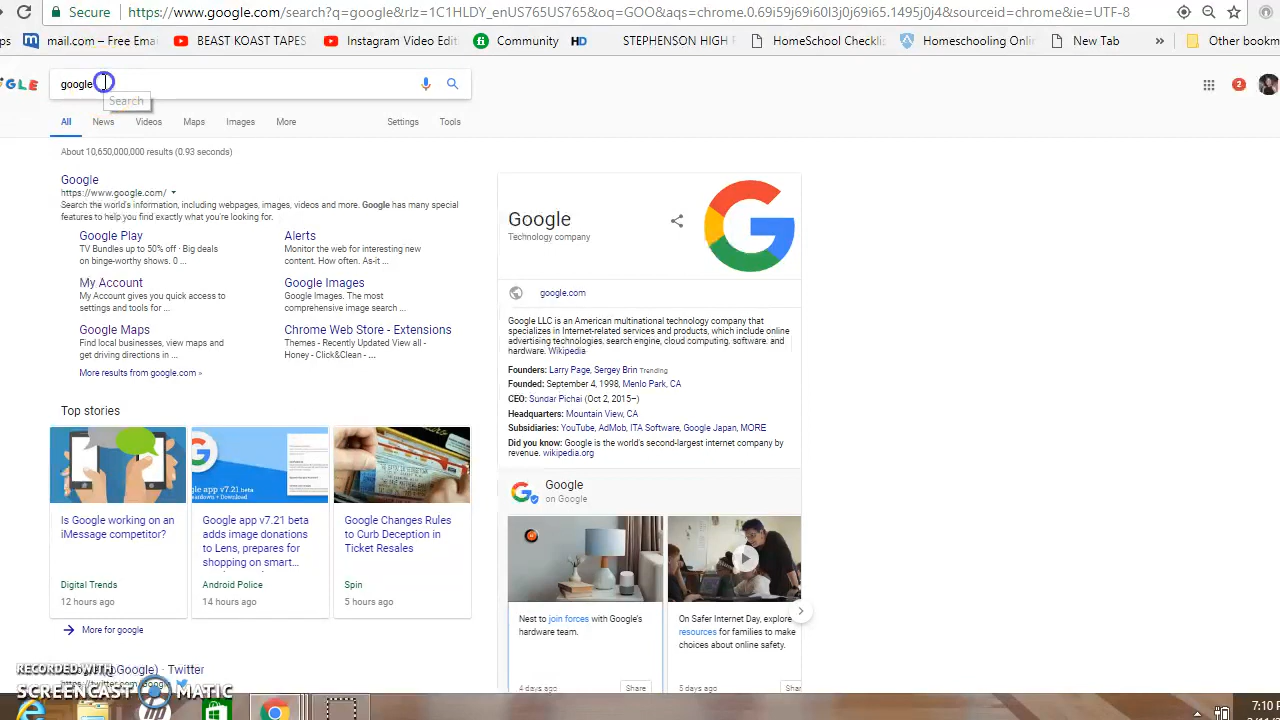 https://www.google.com/search?q=google&rlz=1C1HLDY_enUS765US765&oq=GOO&aqs=chrome.0.69i59j69i60l3j0j69i65.1495j0j4&sourceid=chrome&ie=UTF-8
mail.com – Free Ema BEAST KOAST TAPES Instagram Video Edit Community HD STEPHENSON HIGH HomeSchool Checklis Homeschooling Onlin New Tab » Other bookm
GLE google
Search
2
All News Videos Maps Images More Settings Tools
About 10,650,000,000 results (0.93 seconds)
Google
https://www.google.com/
Search the world's information, including webpages, images, videos and more. Google has many special
features to help you find exactly what you're looking for.
Google Play
TV Bundles up to 50% off · Big deals
on binge-worthy shows. 0 ...
Alerts
Monitor the web for interesting new
content. How often. As-it ...
My Account
My Account gives you quick access to
settings and tools for ...
Google Images
Google Images. The most
comprehensive image search ...
Google Maps
Find local businesses, view maps and
get driving directions in ...
Chrome Web Store - Extensions
Themes - Recently Updated View all -
Honey - Click&Clean - ...
More results from google.com »
Top stories
Is Google working on an
iMessage competitor?
Digital Trends
12 hours ago
gle app v7.21 beta
Google app v7.21 beta
adds image donations
to Lens, prepares for
shopping on smart...
Android Police
14 hours ago
Google Changes Rules
to Curb Deception in
Ticket Resales
Spin
5 hours ago
More for google
Google) · Twitter
Google
Technology company
google.com
Google LLC is an American multinational technology company that
specializes in Internet-related services and products, which include online
advertising technologies, search engine, cloud computing, software, and
hardware. Wikipedia
Founders: Larry Page, Sergey Brin Trending
Founded: September 4, 1998, Menlo Park, CA
CEO: Sundar Pichai (Oct 2, 2015–)
Headquarters: Mountain View, CA
Subsidiaries: YouTube, AdMob, ITA Software, Google Japan, MORE
Did you know: Google is the world's second-largest internet company by
revenue. wikipedia.org
Google
on Google
Nest to join forces with Google's
hardware team.
4 days ago Share
On Safer Internet Day, explore
resources for families to make
choices about online safety.
5 days ago Shar
RECORDED WITH
SCREENCAST MATIC
7:10